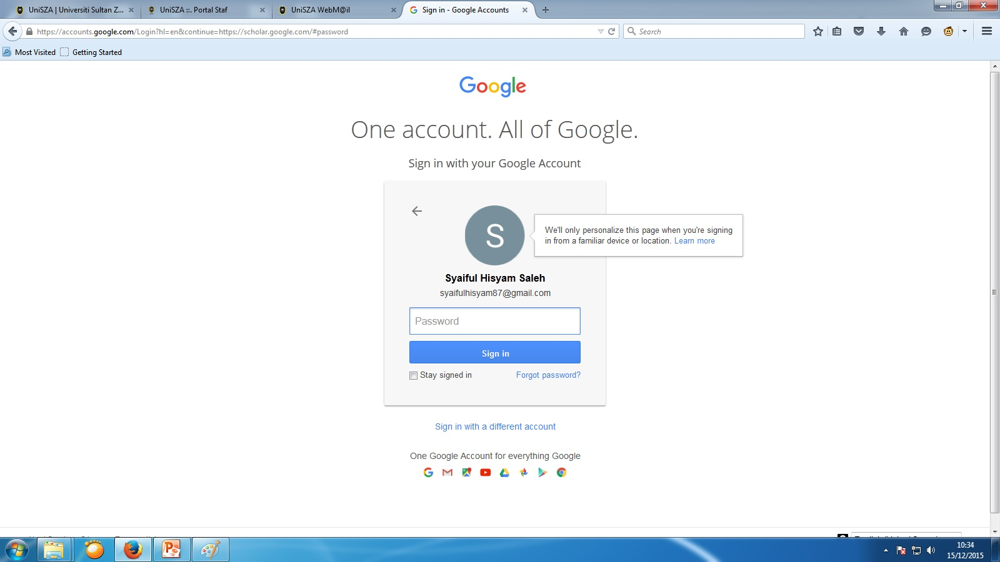 UniSZA | Universiti Sultan Z...
UniSZA ::. Portal Staf
UniSZA WebM@il
Sign in - Google Accounts
https://accounts.google.com/Login?hl=en&continue=https://scholar.google.com/#password
Search
Most Visited
Getting Started
Google
One account. All of Google.
Sign in with your Google Account
S
We'll only personalize this page when you're signing
in from a familiar device or location. Learn more
Syaiful Hisyam Saleh
syaifulhisyam87@gmail.com
Password
Sign in
Stay signed in
Forgot password?
Sign in with a different account
One Google Account for everything Google
10:34
15/12/2015